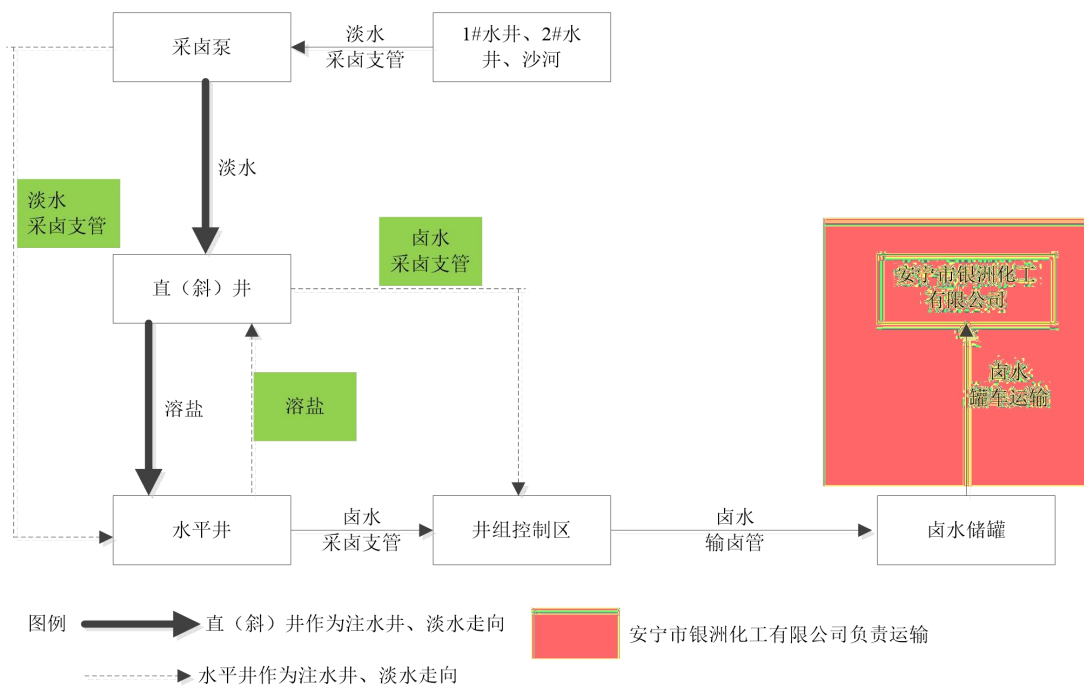 采卤泵
淡水
采卤支管
1#水井、2#水
井、沙河
淡水
淡水
采卤支管
卤水
采卤支管
直（斜）井
安宁市银洲化工
有限公司
卤水
罐车运输
溶盐
溶盐
水平井
卤水
采卤支管
井组控制区
卤水
输卤管
卤水储罐
图例
直（斜）井作为注水井、淡水走向
安宁市银洲化工有限公司负责运输
水平井作为注水井、淡水走向